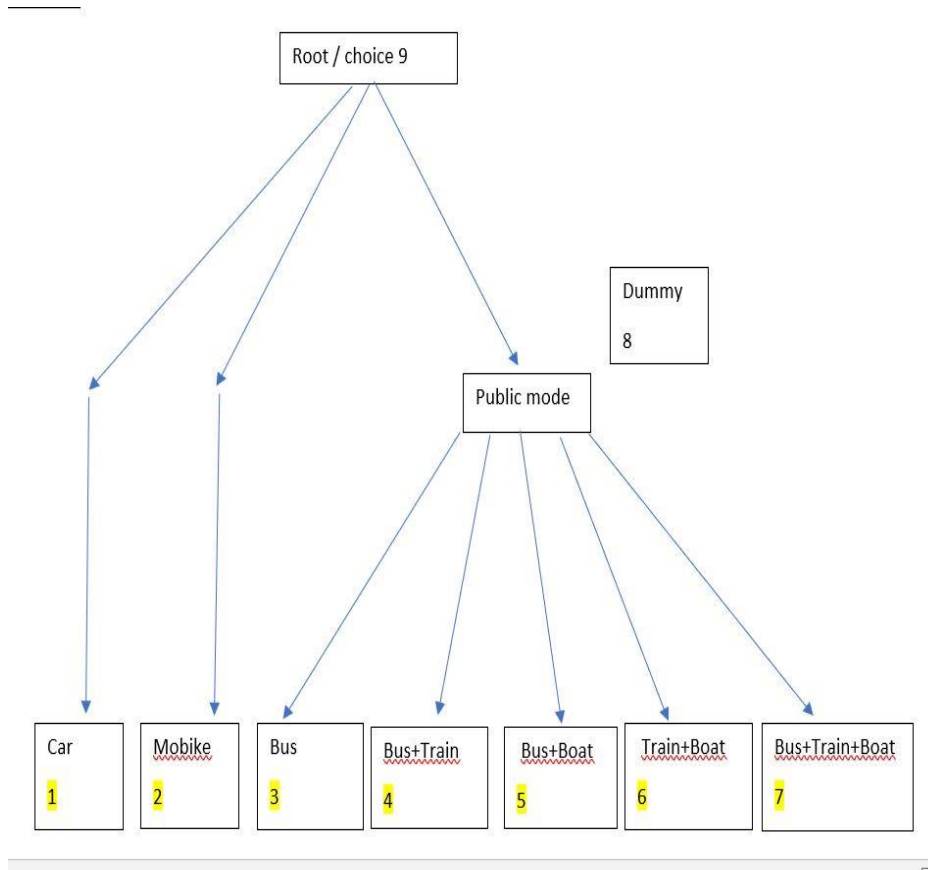 Root / choice 9
Dummy
8
Public mode
Car
1
Mobike
2
Bus
3
Bus+Train
4
Bus+Boat
5
Train+Boat
6
Bus+Train+Boat
7